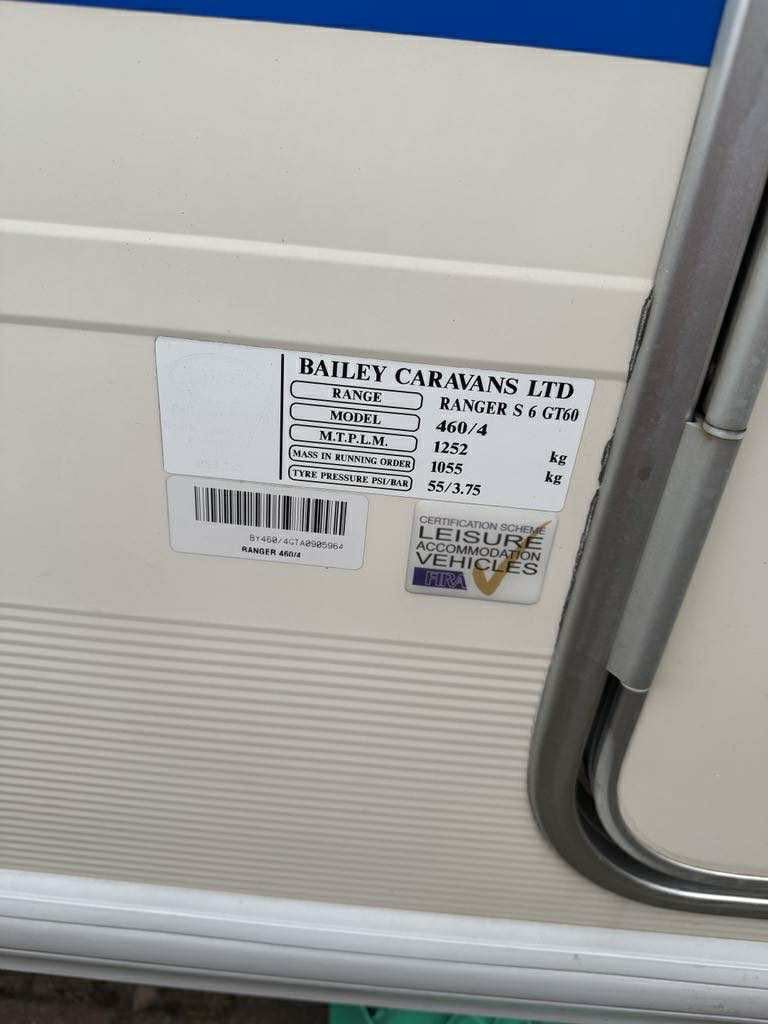 BAILEY CARAVANS LTD
RANGE RANGER S 6 GT60
MODEL 460/4
M.T.P.L.M. 1252 kg
MASS IN RUNNING ORDER 1055 kg
TYRE PRESSURE PSI/BAR 55/3.75
BY460/4GTA0905964
RANGER 460/4
CERTIFICATION SCHEME
LEISURE
ACCOMMODATION
VEHICLES
FIRA